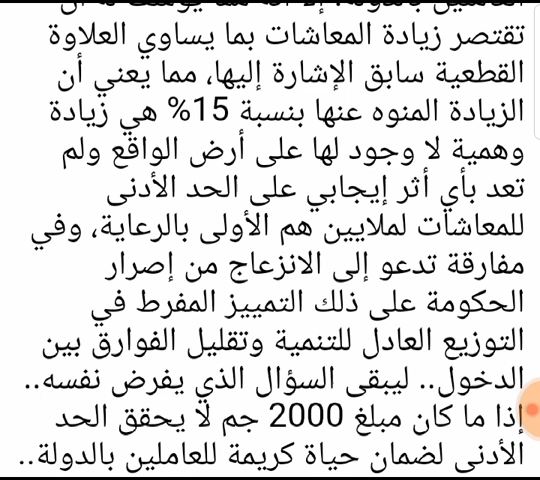 تقتصر زيادة المعاشات بما يساوي العلاوة
القطعية سابق الإشارة إليها، مما يعني أن
الزيادة المنوه عنها بنسبة 15% هي زيادة
وهمية لا وجود لها على أرض الواقع ولم
تعد بأي أثر إيجابي على الحد الأدنى
للمعاشات لملايين هم الأولى بالرعاية، وفي
مفارقة تدعو إلى الانزعاج من إصرار
الحكومة على ذلك التمييز المفرط في
التوزيع العادل للتنمية وتقليل الفوارق بين
الدخول.. ليبقى السؤال الذي يفرض نفسه..
إذا ما كان مبلغ 2000 جم لا يحقق الحد
الأدنى لضمان حياة كريمة للعاملين بالدولة..